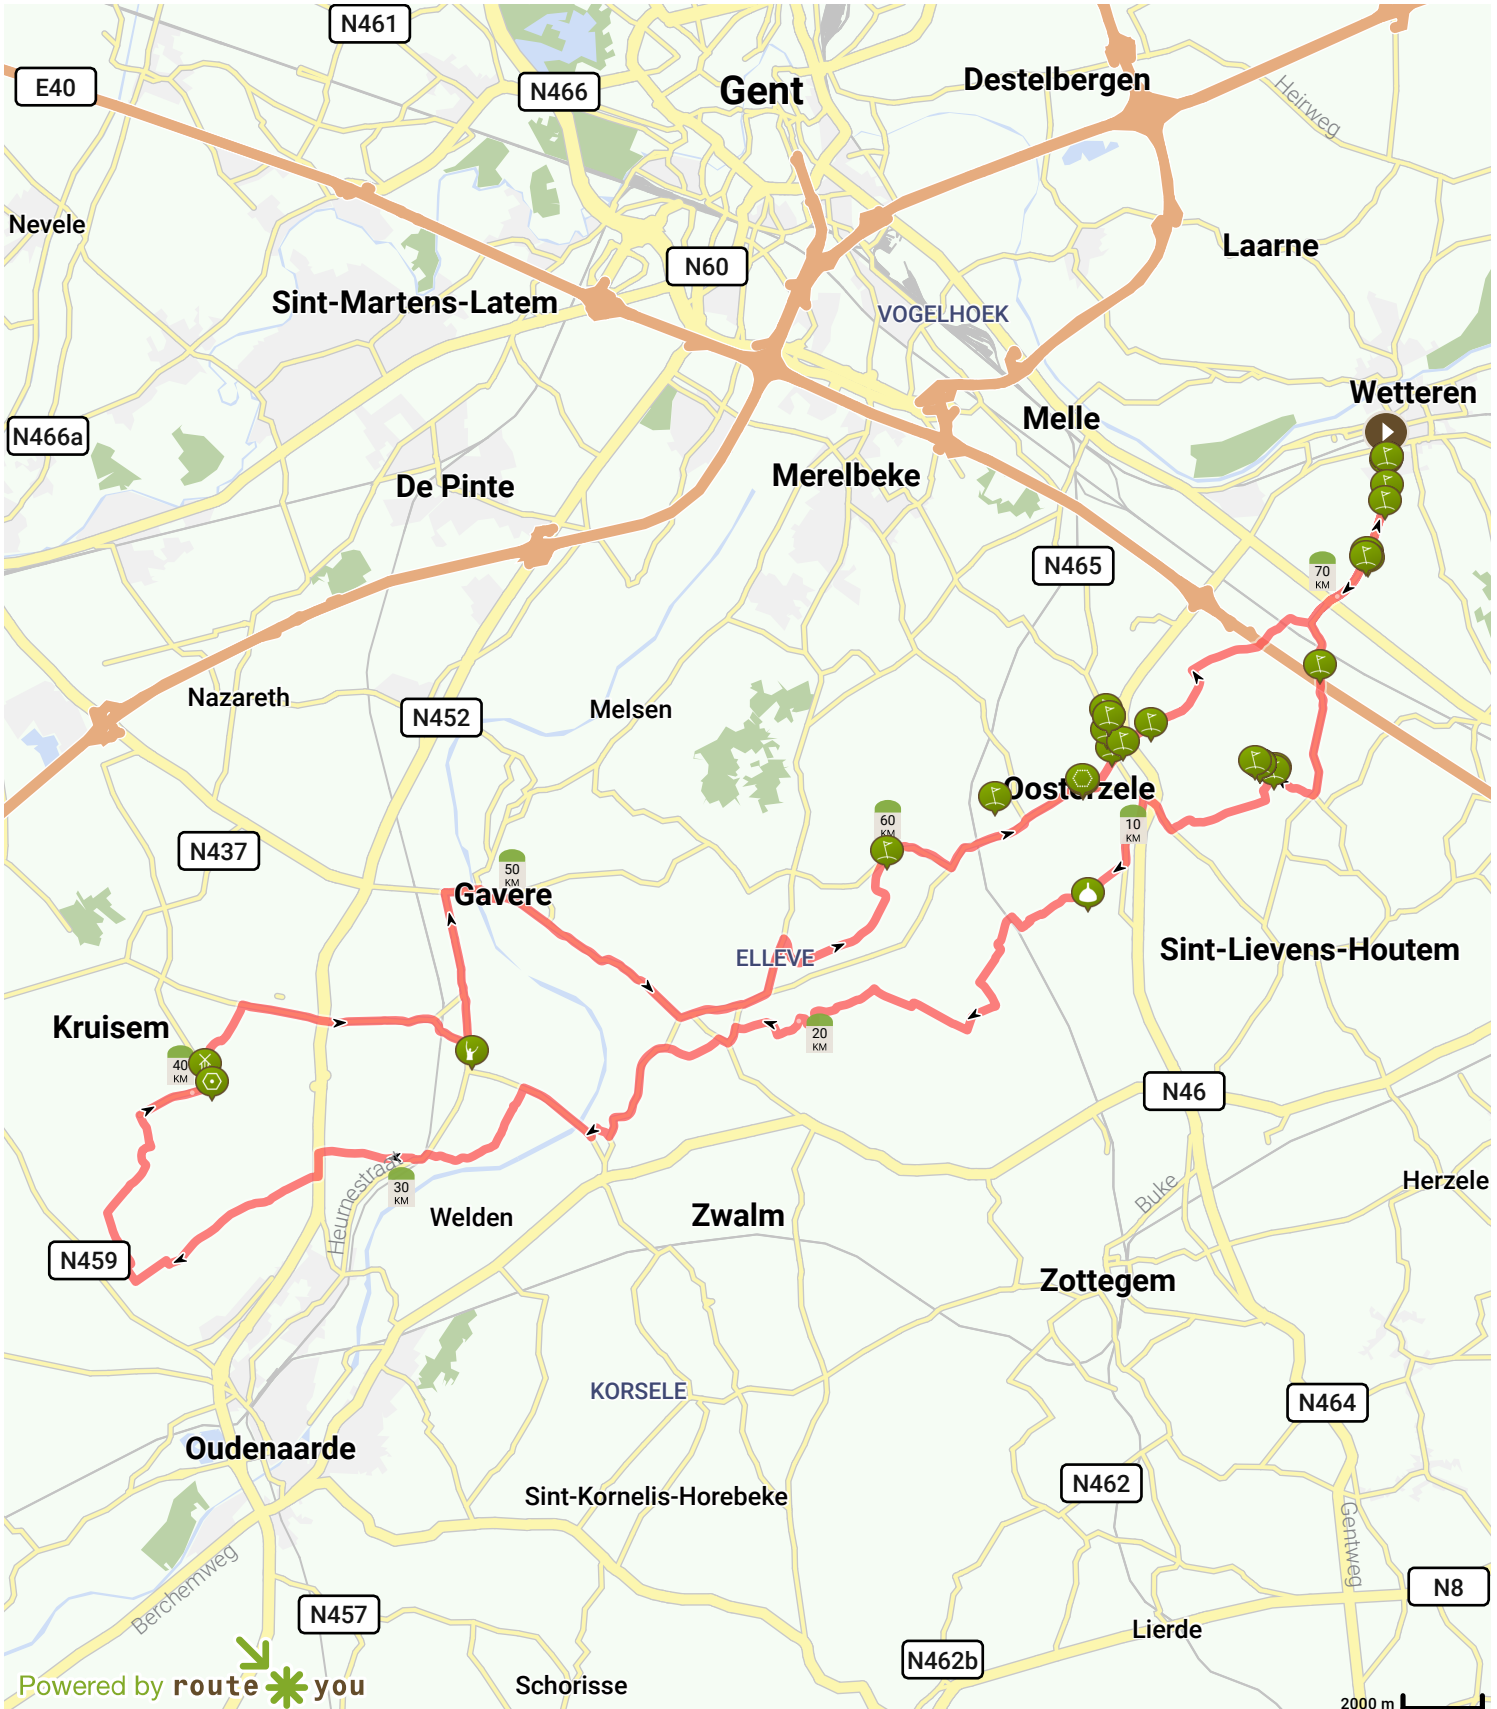 N461
E40
N466
Gent
Destelbergen
Heirweg
Nevele
Laarne
N60
Sint-Martens-Latem
VOGELHOEK
Wetteren
N466a
Melle
De Pinte
Merelbeke
N465
70
KM
Nazareth
N452
Melsen
Oosterzele
60
KM
10
KM
N437
50
KM
Gavere
ELLEVE
Sint-Lievens-Houtem
Kruisem
20
KM
40
KM
N46
Heurnestraat
30
KM
Welden
Zwalm
Buke
Herzele
N459
Zottegem
KORSELE
N464
Oudenaarde
N462
Sint-Kornelis-Horebeke
Gentweg
Berchemweg
N8
N457
Lierde
N462b
Powered by route you
Schorisse
2000 m